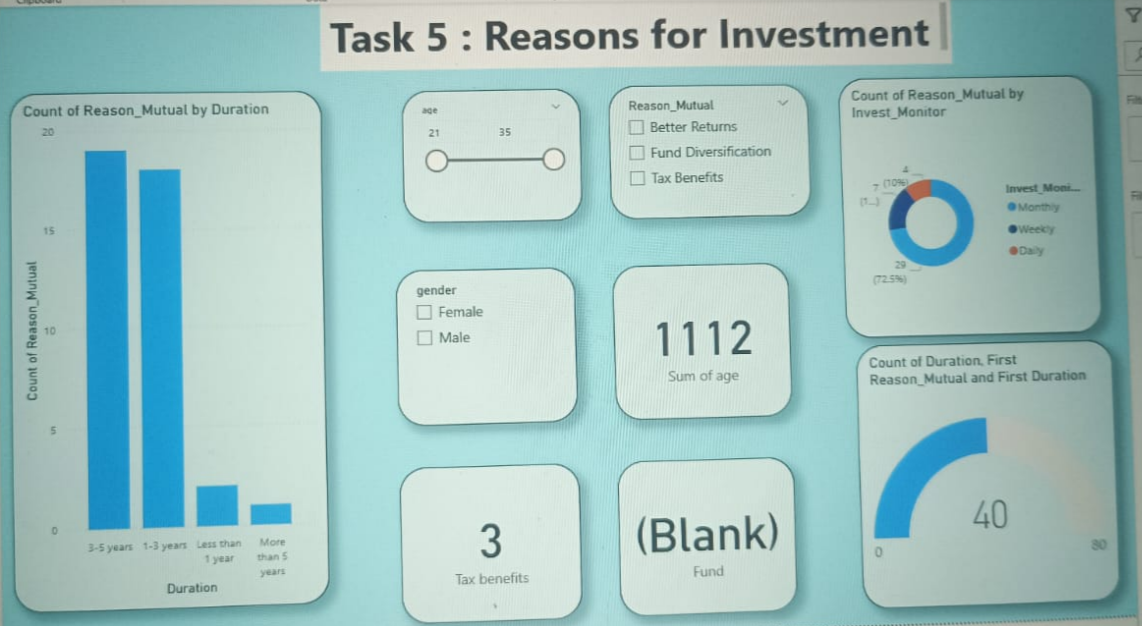 Task 5 : Reasons for Investment
Count of Reason_Mutual by Duration
20
15
10
5
0
Count of Reason_Mutual
3-5 years
1-3 years
Less than
1 year
More
than 5
years
Duration
age
21
35
Reason_Mutual
Better Returns
Fund Diversification
Tax Benefits
gender
Female
Male
1112
Sum of age
3
Tax benefits
(Blank)
Fund
Count of Reason_Mutual by
Invest_Monitor
4
(10%)
7
(1...)
29
(72.5%)
Invest_Moni...
Monthly
Weekly
Daily
Count of Duration, First
Reason_Mutual and First Duration
40
0
80